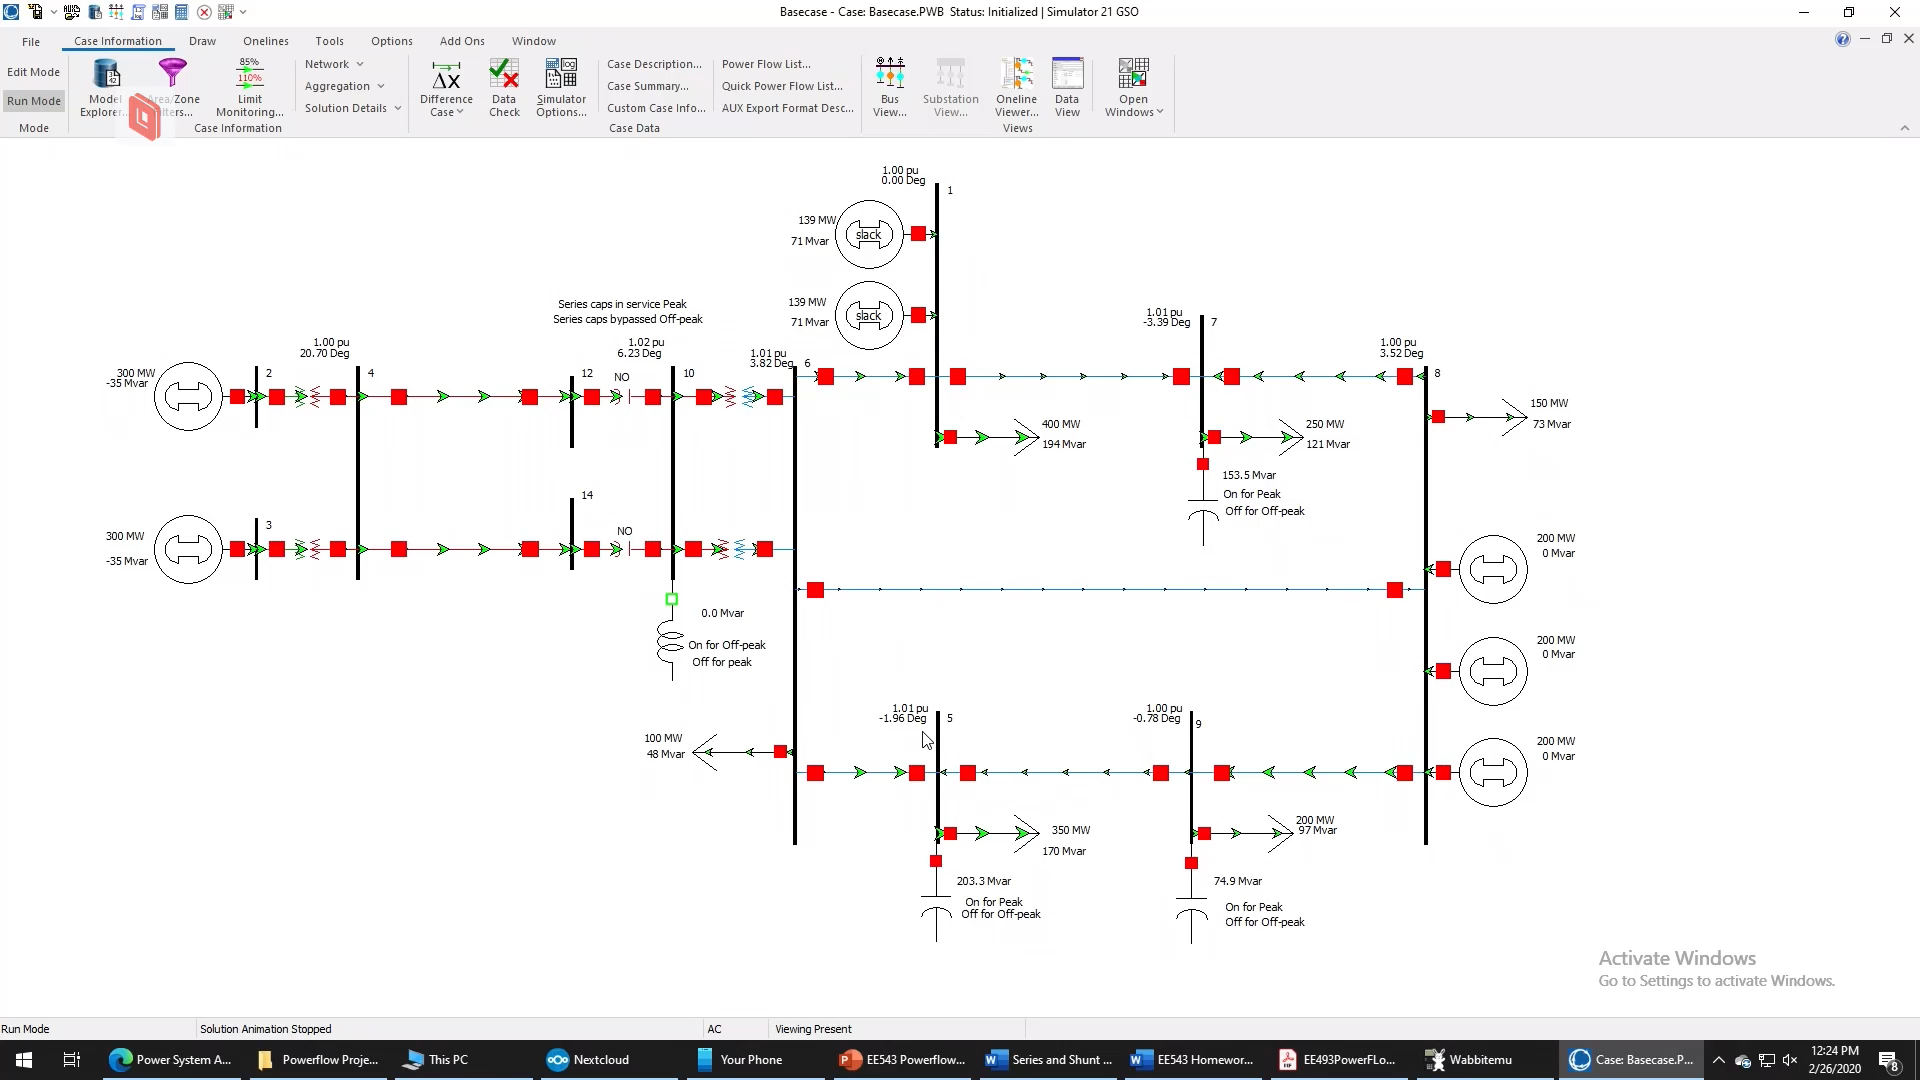 Basecase - Case: Basecase.PWB  Status: Initialized | Simulator 21 GSO
File
Case Information
Draw
Onelines
Tools
Options
Add Ons
Window
Edit Mode
Run Mode
Mode
Model
Explorer...
Area/Zone
Filters...
85%
110%
Limit
Monitoring...
Network
Aggregation
Solution Details
Case Information
Difference
Case
Data
Check
Simulator
Options...
Case Description...
Case Summary...
Custom Case Info...
Power Flow List...
Quick Power Flow List...
AUX Export Format Desc...
Case Data
Bus
View...
Substation
View...
Oneline
Viewer...
Data
View
Views
Open
Windows
1.00 pu
0.00 Deg
1
139 MW
71 Mvar
slack
139 MW
71 Mvar
slack
Series caps in service Peak
Series caps bypassed Off-peak
1.01 pu
-3.39 Deg
7
1.00 pu
20.70 Deg
1.02 pu
6.23 Deg
1.01 pu
3.82 Deg
6
1.00 pu
3.52 Deg
300 MW
-35 Mvar
2
4
12
NO
10
8
150 MW
73 Mvar
400 MW
194 Mvar
250 MW
121 Mvar
153.5 Mvar
On for Peak
Off for Off-peak
14
300 MW
-35 Mvar
3
NO
200 MW
0 Mvar
0.0 Mvar
On for Off-peak
Off for peak
200 MW
0 Mvar
1.01 pu
-1.96 Deg
5
1.00 pu
-0.78 Deg
9
100 MW
48 Mvar
200 MW
0 Mvar
350 MW
170 Mvar
200 MW
97 Mvar
203.3 Mvar
On for Peak
Off for Off-peak
74.9 Mvar
On for Peak
Off for Off-peak
Activate Windows
Go to Settings to activate Windows.
Run Mode
Solution Animation Stopped
AC
Viewing Present
Power System A...
Powerflow Proje...
This PC
Nextcloud
Your Phone
EE543 Powerflow...
Series and Shunt ...
EE543 Homewor...
EE493PowerFLo...
Wabbitemu
Case: Basecase.P...
12:24 PM
2/26/2020
8